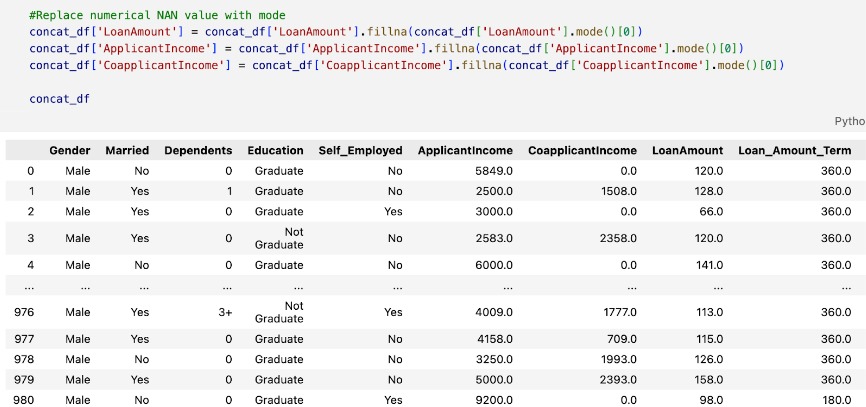 #Replace numerical NAN value with mode
concat_df['LoanAmount'] = concat_df['LoanAmount'].fillna(concat_df['LoanAmount'].mode()[0])
concat_df['ApplicantIncome'] = concat_df['ApplicantIncome'].fillna(concat_df['ApplicantIncome'].mode()[0])
concat_df['CoapplicantIncome'] = concat_df['CoapplicantIncome'].fillna(concat_df['CoapplicantIncome'].mode()[0])
concat_df
Pytho
Gender Married Dependents Education Self_Employed ApplicantIncome CoapplicantIncome LoanAmount Loan_Amount_Term
0 Male No 0 Graduate No 5849.0 0.0 120.0 360.0
1 Male Yes 1 Graduate No 2500.0 1508.0 128.0 360.0
2 Male Yes 0 Graduate Yes 3000.0 0.0 66.0 360.0
3 Male Yes 0 Not Graduate No 2583.0 2358.0 120.0 360.0
4 Male No 0 Graduate No 6000.0 0.0 141.0 360.0
... ... ... ... ... ... ... ... ... ...
976 Male Yes 3+ Not Graduate Yes 4009.0 1777.0 113.0 360.0
977 Male Yes 0 Graduate No 4158.0 709.0 115.0 360.0
978 Male No 0 Graduate No 3250.0 1993.0 126.0 360.0
979 Male Yes 0 Graduate No 5000.0 2393.0 158.0 360.0
980 Male No 0 Graduate Yes 9200.0 0.0 98.0 180.0